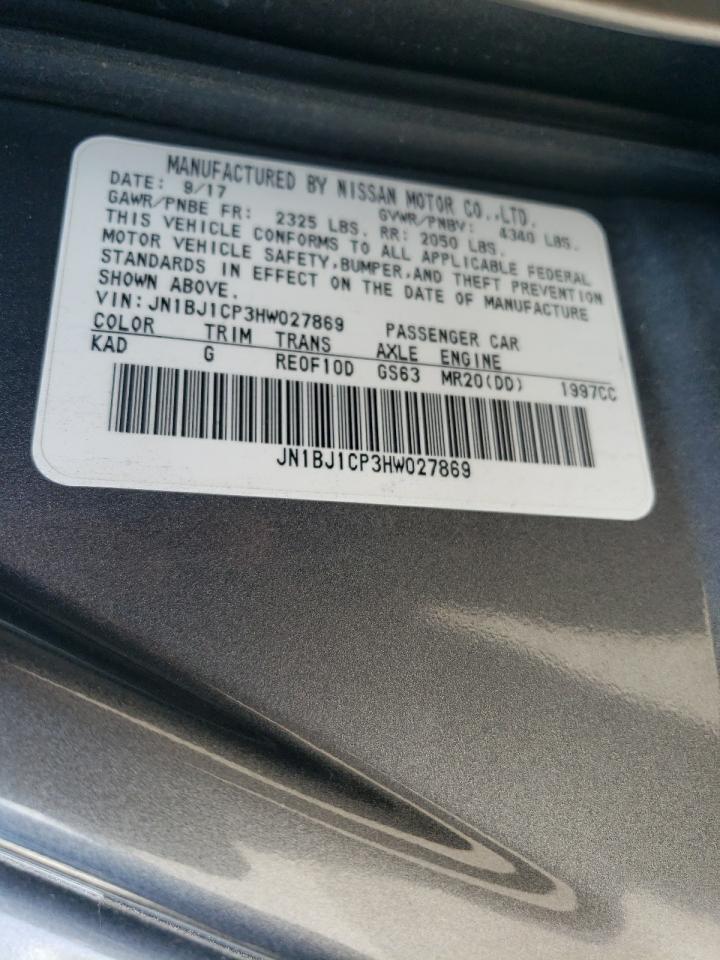 MANUFACTURED BY NISSAN MOTOR CO.,LTD.
DATE: 9/17 GVWR/PNBV: 4340 LBS.
GAWR/PNBE FR: 2325 LBS. RR: 2050 LBS.
THIS VEHICLE CONFORMS TO ALL APPLICABLE FEDERAL
MOTOR VEHICLE SAFETY,BUMPER,AND THEFT PREVENTION
STANDARDS IN EFFECT ON THE DATE OF MANUFACTURE
SHOWN ABOVE.
VIN:JN1BJ1CP3HW027869 PASSENGER CAR
COLOR TRIM TRANS AXLE ENGINE
KAD G RE0F10D GS63 MR20(DD) 1997CC
JN1BJ1CP3HW027869